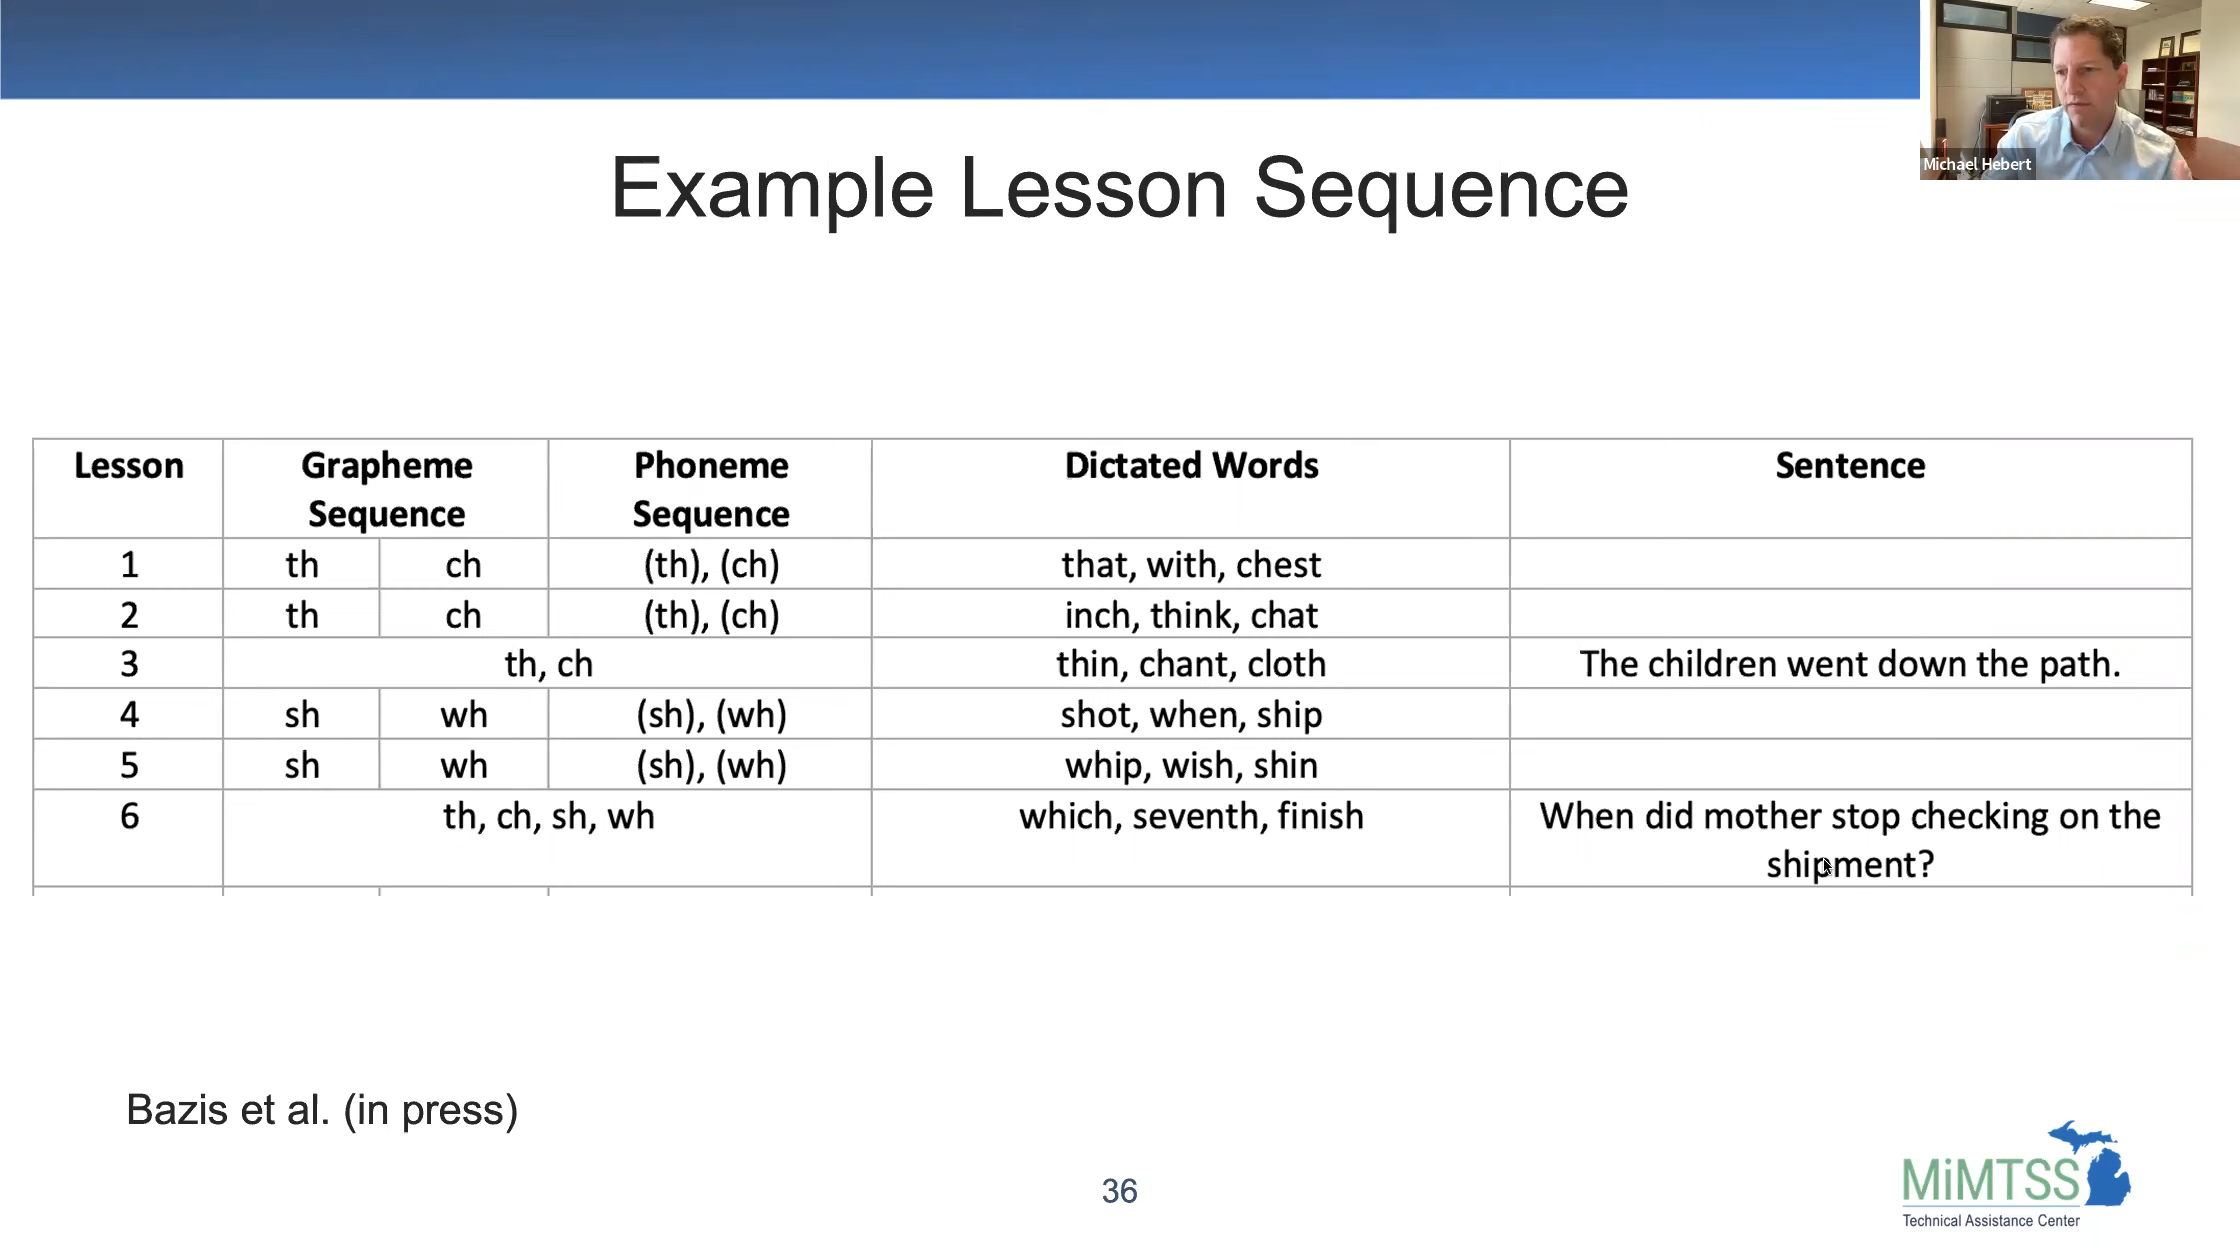 Michael Hebert
Example Lesson Sequence
Lesson Grapheme Sequence Phoneme Sequence Dictated Words Sentence
1 th ch (th), (ch) that, with, chest
2 th ch (th), (ch) inch, think, chat
3 th, ch thin, chant, cloth The children went down the path.
4 sh wh (sh), (wh) shot, when, ship
5 sh wh (sh), (wh) whip, wish, shin
6 th, ch, sh, wh which, seventh, finish When did mother stop checking on the
shipment?
Bazis et al. (in press)
36
MiMTSS
Technical Assistance Center